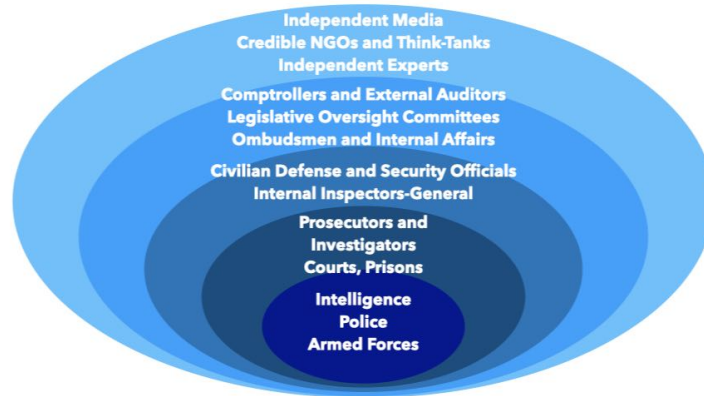 Independent Media
Credible NGOs and Think-Tanks
Independent Experts
Comptrollers and External Auditors
Legislative Oversight Committees
Ombudsmen and Internal Affairs
Civilian Defense and Security Officials
Internal Inspectors-General
Prosecutors and
Investigators
Courts, Prisons
Intelligence
Police
Armed Forces